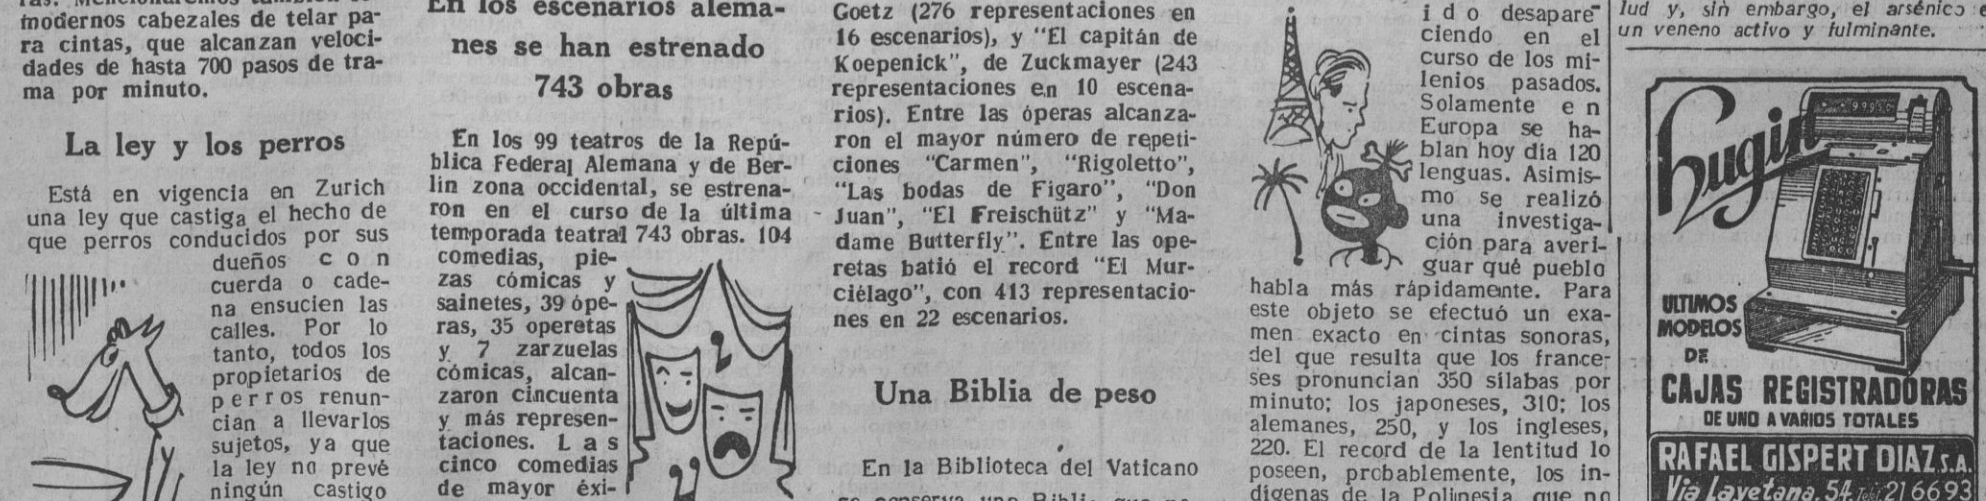 modernos cabezales de telar pa-
ra cintas, que alcanzan veloci-
dades de hasta 700 pasos de tra-
ma por minuto.
La ley y los perros
Está en vigencia en Zurich
una ley que castiga el hecho de
que perros conducidos por sus
dueños con
cuerda o cade-
na ensucien las
calles. Por lo
tanto, todos los
propietarios de
perros renun-
cian a llevarlos
sujetos, ya que
la ley no prevé
ningún castigo
En los escenarios alema-
nes se han estrenado
743 obras
En los 99 teatros de la Repú-
blica Federal Alemana y de Ber-
lín zona occidental, se estrena-
ron en el curso de la última
temporada teatral 743 obras. 104
comedias, pie-
zas cómicas y
sainetes, 39 ópe-
ras, 35 operetas
y 7 zarzuelas
cómicas, alcan-
zaron cincuenta
y más represen-
taciones. Las
cinco comedias
de mayor éxi-
Goetz (276 representaciones en
16 escenarios), y "El capitán de
Koepenick", de Zuckmayer (243
representaciones en 10 escena-
rios). Entre las óperas alcanza-
ron el mayor número de repeti-
ciones "Carmen", "Rigoletto",
"Las bodas de Figaro", "Don
Juan", "El Freischütz" y "Ma-
dame Butterfly". Entre las ope-
retas batió el record "El Mur-
ciélago", con 413 representacio-
nes en 22 escenarios.
Una Biblia de peso
En la Biblioteca del Vaticano
se conserva una Biblia que
ido desapare-
ciendo en el
curso de los mi-
lenios pasados.
Solamente en
Europa se ha-
blan hoy día 120
lenguas. Asimis-
mo se realizó
una investiga-
ción para averi-
guar qué pueblo
habla más rápidamente. Para
este objeto se efectuó un exa-
men exacto en cintas sonoras,
del que resulta que los france-
ses pronuncian 350 sílabas por
minuto; los japoneses, 310; los
alemanes, 250, y los ingleses,
220. El record de la lentitud lo
poseen, probablemente, los in-
dígenas de la Polinesia, que no
lud y, sin embargo, el arsénico
un veneno activo y fulminante.
hugin
ULTIMOS
MODELOS
DE
CAJAS REGISTRADORAS
DE UNO A VARIOS TOTALES
RAFAEL GISPERT DIAZ, S.A.
Vía Layetana, 54 Tel. 21 66 93